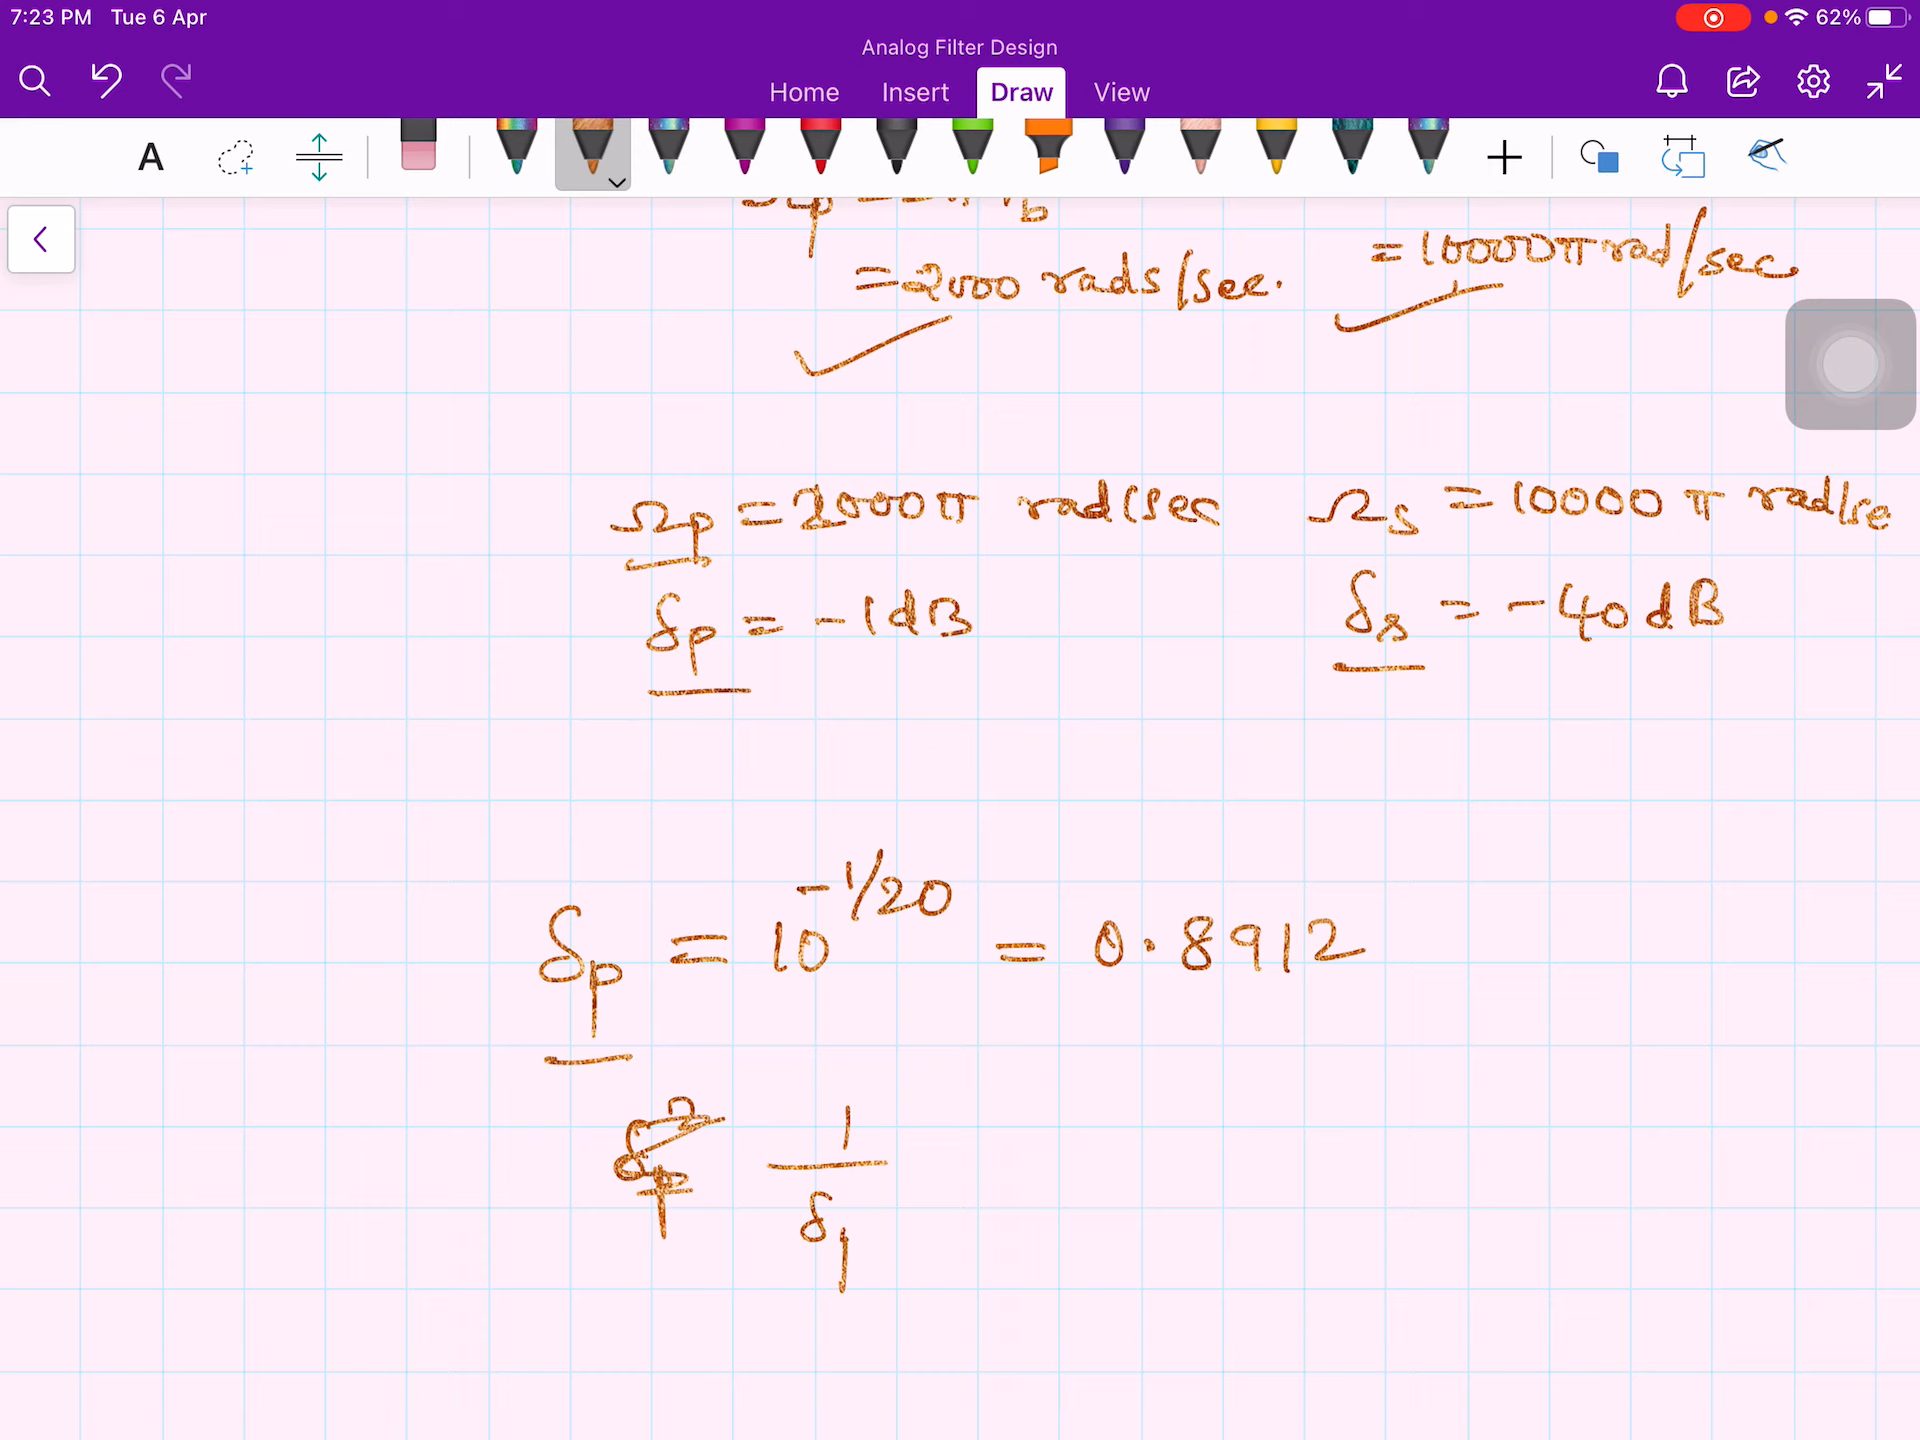 7:23 PM Tue 6 Apr 62%
Analog Filter Design
Home Insert Draw View
A
= 2000 rads/sec.
= 10000π rad/sec
Ωp = 2000π rad/sec Ωs = 10000 π rad/se
δp = -1dB δs = -40dB
δp = 10^-1/20 = 0.8912
1
δ1